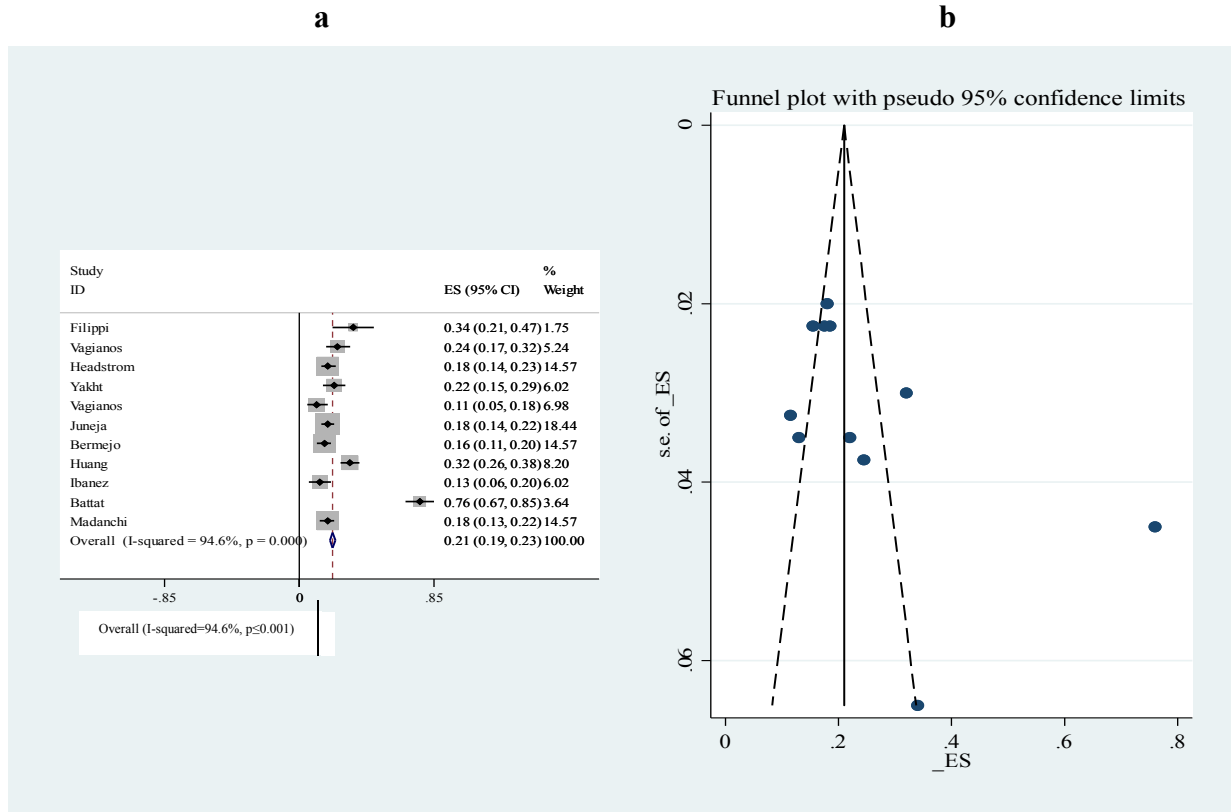 a
b
Study
ID
ES (95% CI)
%
Weight
Filippi 0.34 (0.21, 0.47) 1.75
Vagianos 0.24 (0.17, 0.32) 5.24
Headstrom 0.18 (0.14, 0.23) 14.57
Yakht 0.22 (0.15, 0.29) 6.02
Vagianos 0.11 (0.05, 0.18) 6.98
Juneja 0.18 (0.14, 0.22) 18.44
Bermejo 0.16 (0.11, 0.20) 14.57
Huang 0.32 (0.26, 0.38) 8.20
Ibanez 0.13 (0.06, 0.20) 6.02
Battat 0.76 (0.67, 0.85) 3.64
Madanchi 0.18 (0.13, 0.22) 14.57
Overall (I-squared = 94.6%, p = 0.000) 0.21 (0.19, 0.23) 100.00
-.85 0 .85
Overall (I-squared=94.6%, p≤0.001)
Funnel plot with pseudo 95% confidence limits
0
.02
.04
.06
s.e. of _ES
0 .2 .4 .6 .8
_ES